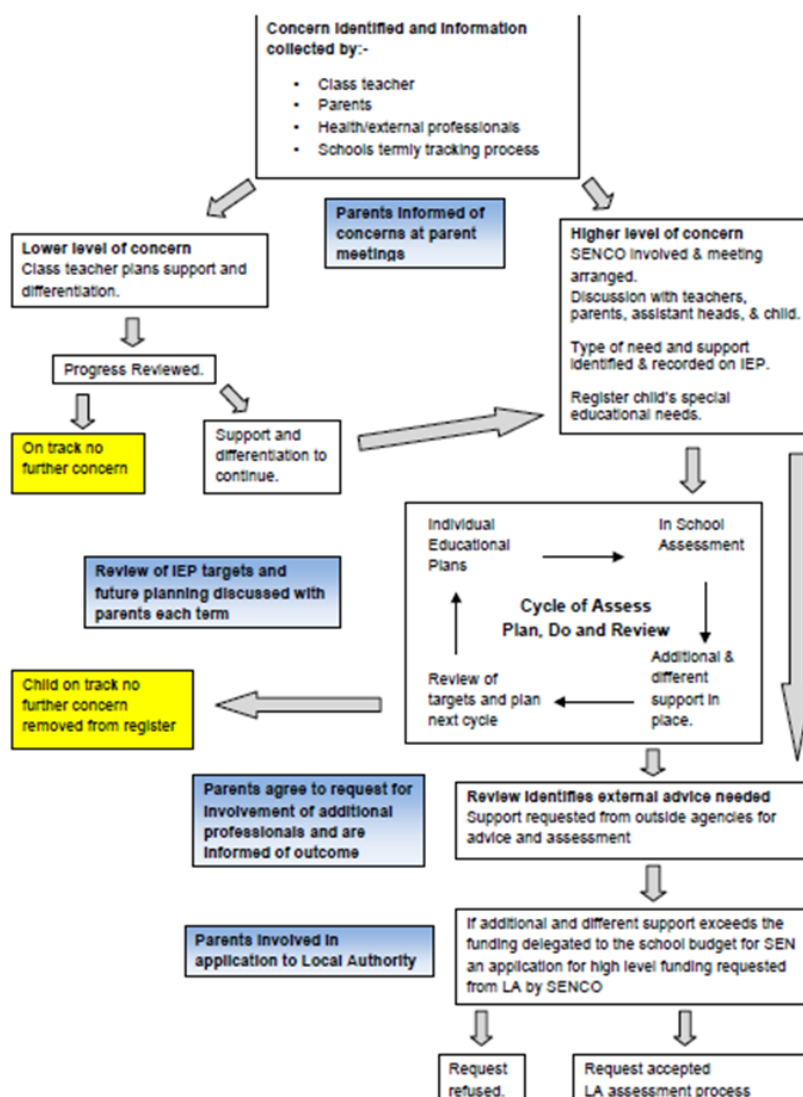 Concern Identified and Information
collected by:-
• Class teacher
• Parents
• Health/external professionals
• Schools termly tracking process
Parents Informed of
concerns at parent
meetings
Lower level of concern
Class teacher plans support and
differentiation.
Higher level of concern
SENCO involved & meeting
arranged.
Discussion with teachers,
parents, assistant heads, & child.
Type of need and support
identified & recorded on IEP.
Register child's special
educational needs.
Progress Reviewed.
On track no
further concern
Support and
differentiation to
continue.
Individual
Educational
Plans
In School
Assessment
Cycle of Assess
Plan, Do and Review
Review of
targets and plan
next cycle
Additional &
different
support in
place.
Review of IEP targets and
future planning discussed with
parents each term
Child on track no
further concern
removed from register
Parents agree to request for
involvement of additional
professionals and are
informed of outcome
Review identifies external advice needed
Support requested from outside agencies for
advice and assessment
Parents involved in
application to Local Authority
If additional and different support exceeds the
funding delegated to the school budget for SEN
an application for high level funding requested
from LA by SENCO
Request
refused.
Request accepted
LA assessment process